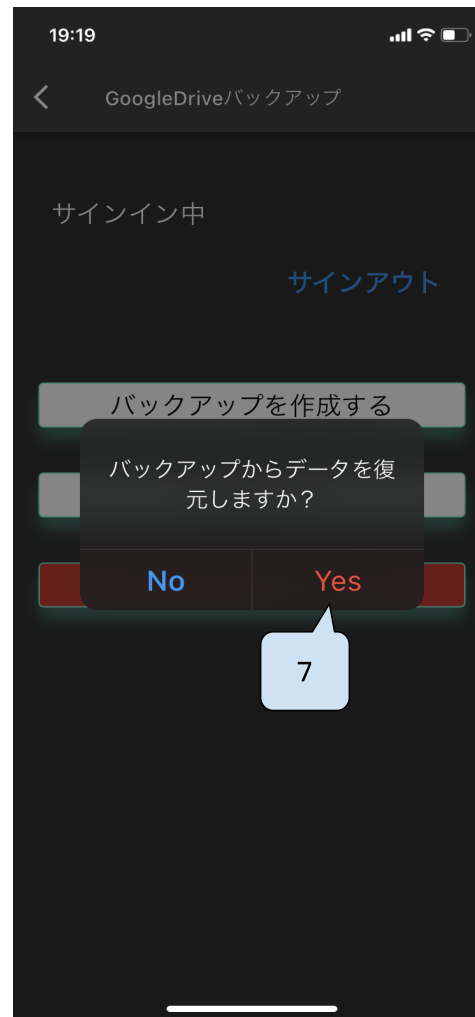 19:19
GoogleDriveバックアップ
サインイン中
サインアウト
バックアップを作成する
バックアップからデータを復
元しますか？
No
Yes
7